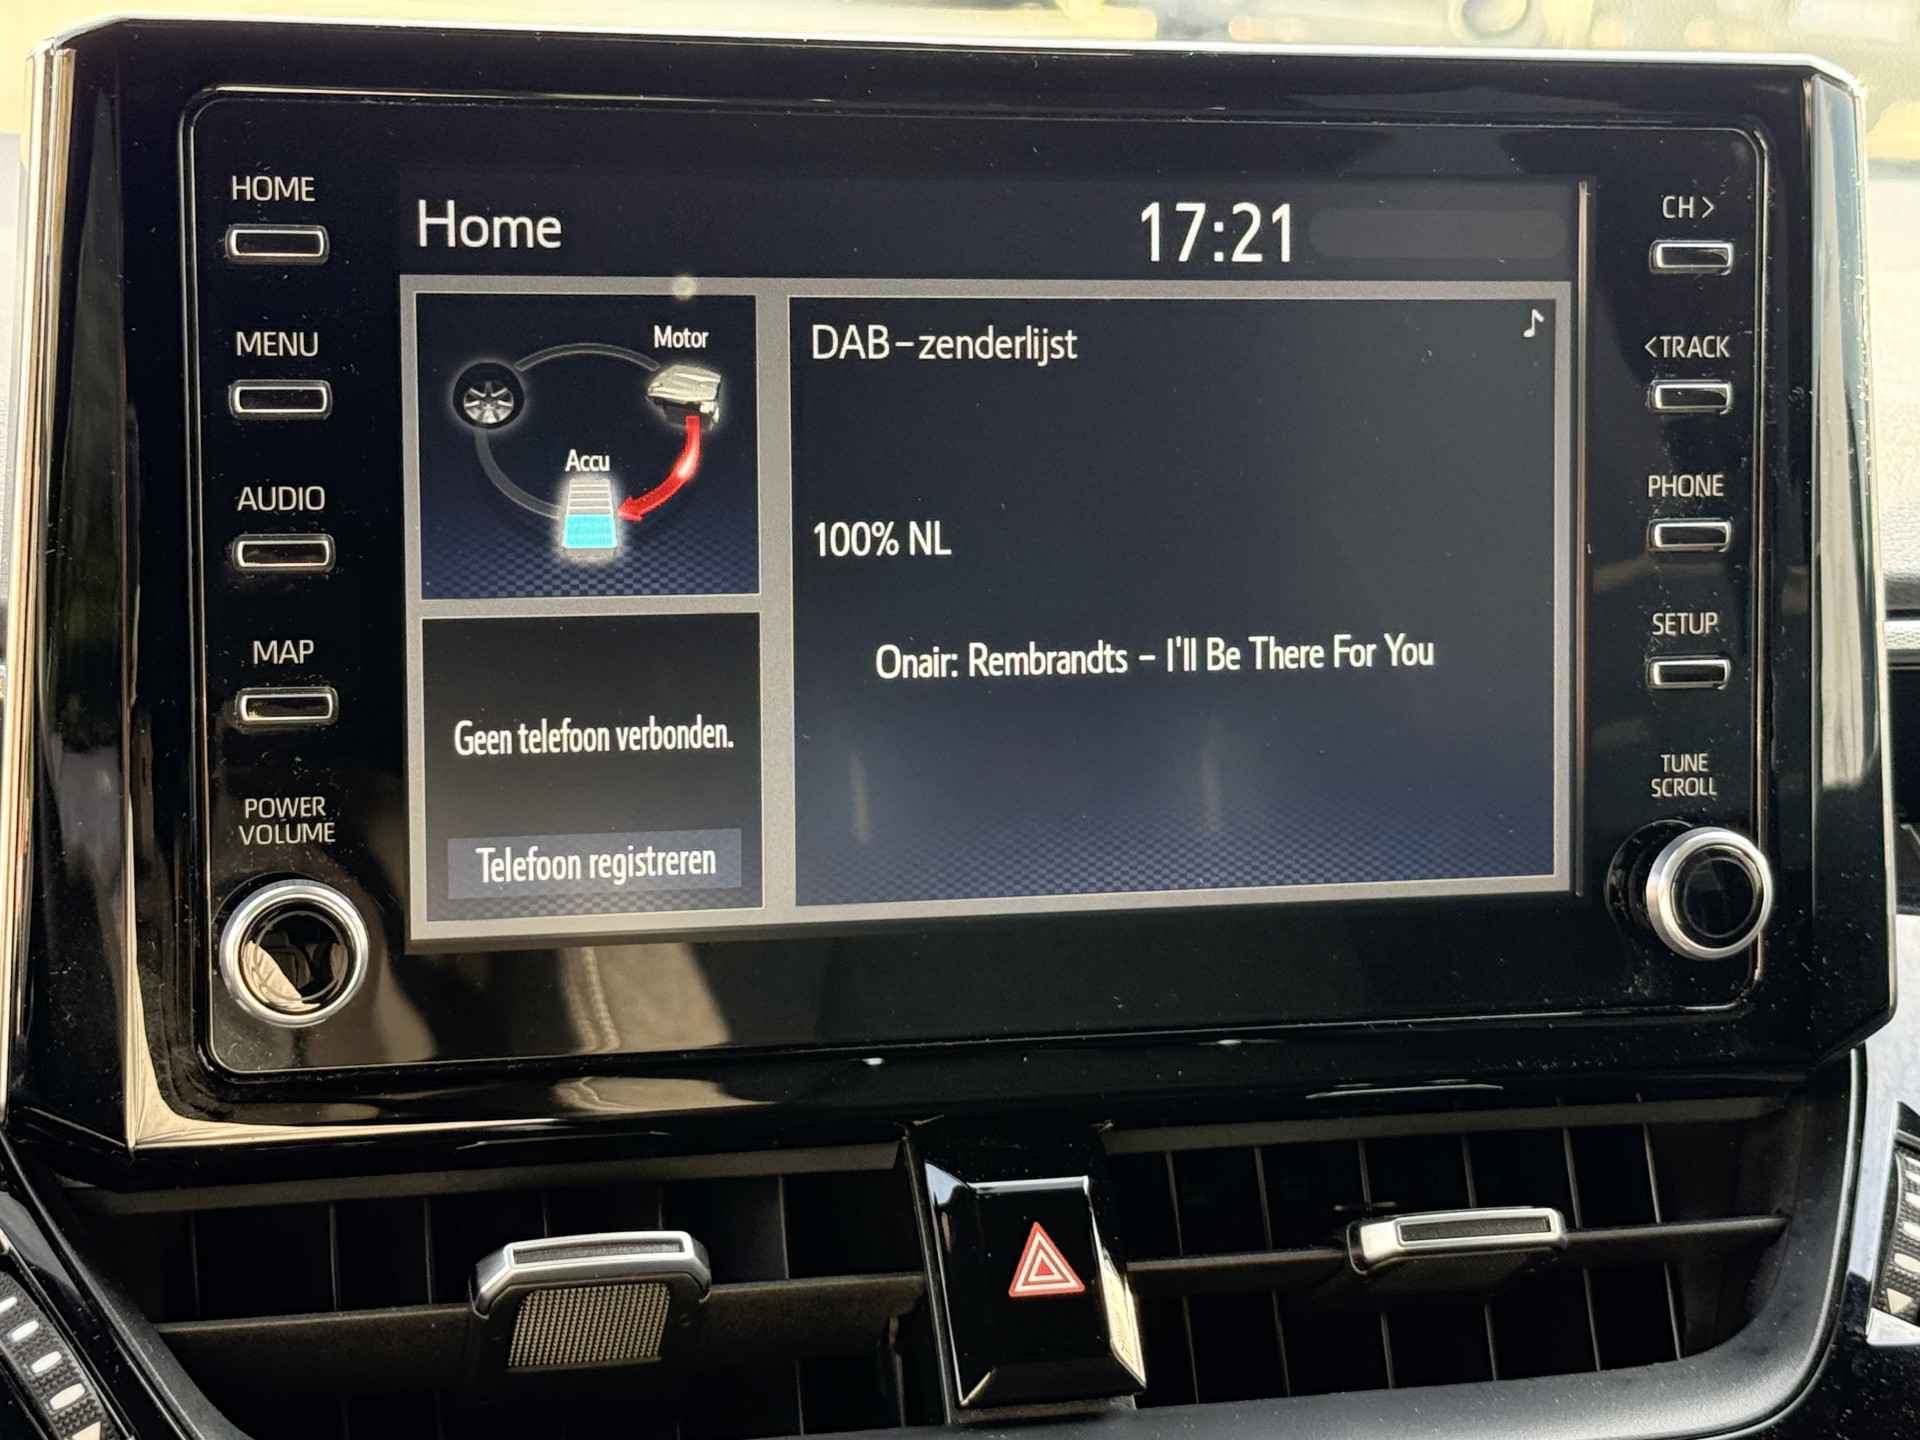 HOME
MENU
AUDIO
MAP
POWER
VOLUME
Home
17:21
Motor
Accu
Geen telefoon verbonden.
Telefoon registreren
DAB-zenderlijst
100% NL
Onair: Rembrandts - I'll Be There For You
CH >
<TRACK
PHONE
SETUP
TUNE
SCROLL